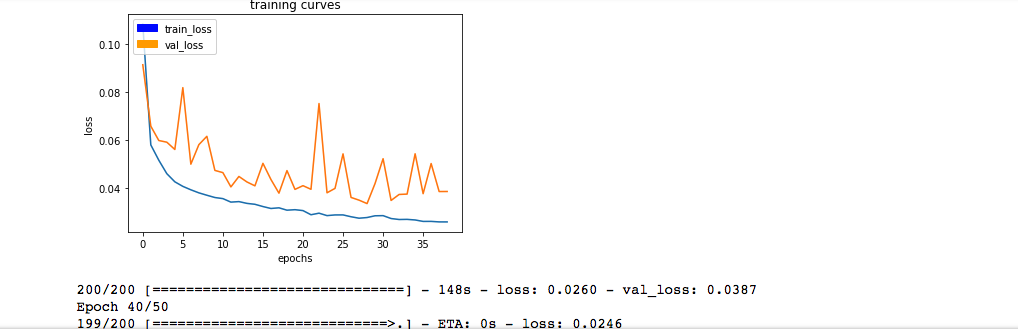 training curves
train_loss
val_loss
0.10
0.08
0.06
0.04
loss
0 5 10 15 20 25 30 35
epochs
200/200 [==============================] - 148s - loss: 0.0260 - val_loss: 0.0387
Epoch 40/50
199/200 [============================>.] - ETA: 0s - loss: 0.0246